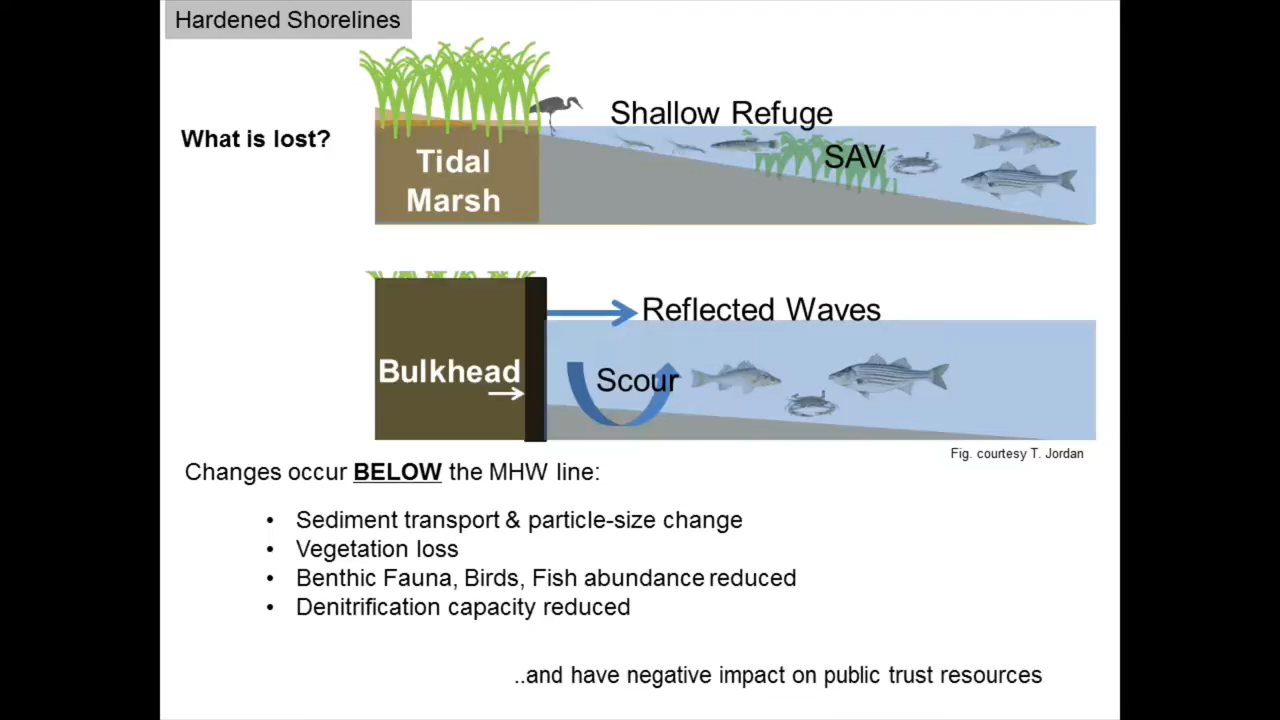 Hardened Shorelines
What is lost?
Shallow Refuge
SAV
Tidal
Marsh
Reflected Waves
Bulkhead
Scour
Fig. courtesy T. Jordan
Changes occur BELOW the MHW line:
• Sediment transport & particle-size change
• Vegetation loss
• Benthic Fauna, Birds, Fish abundance reduced
• Denitrification capacity reduced
..and have negative impact on public trust resources